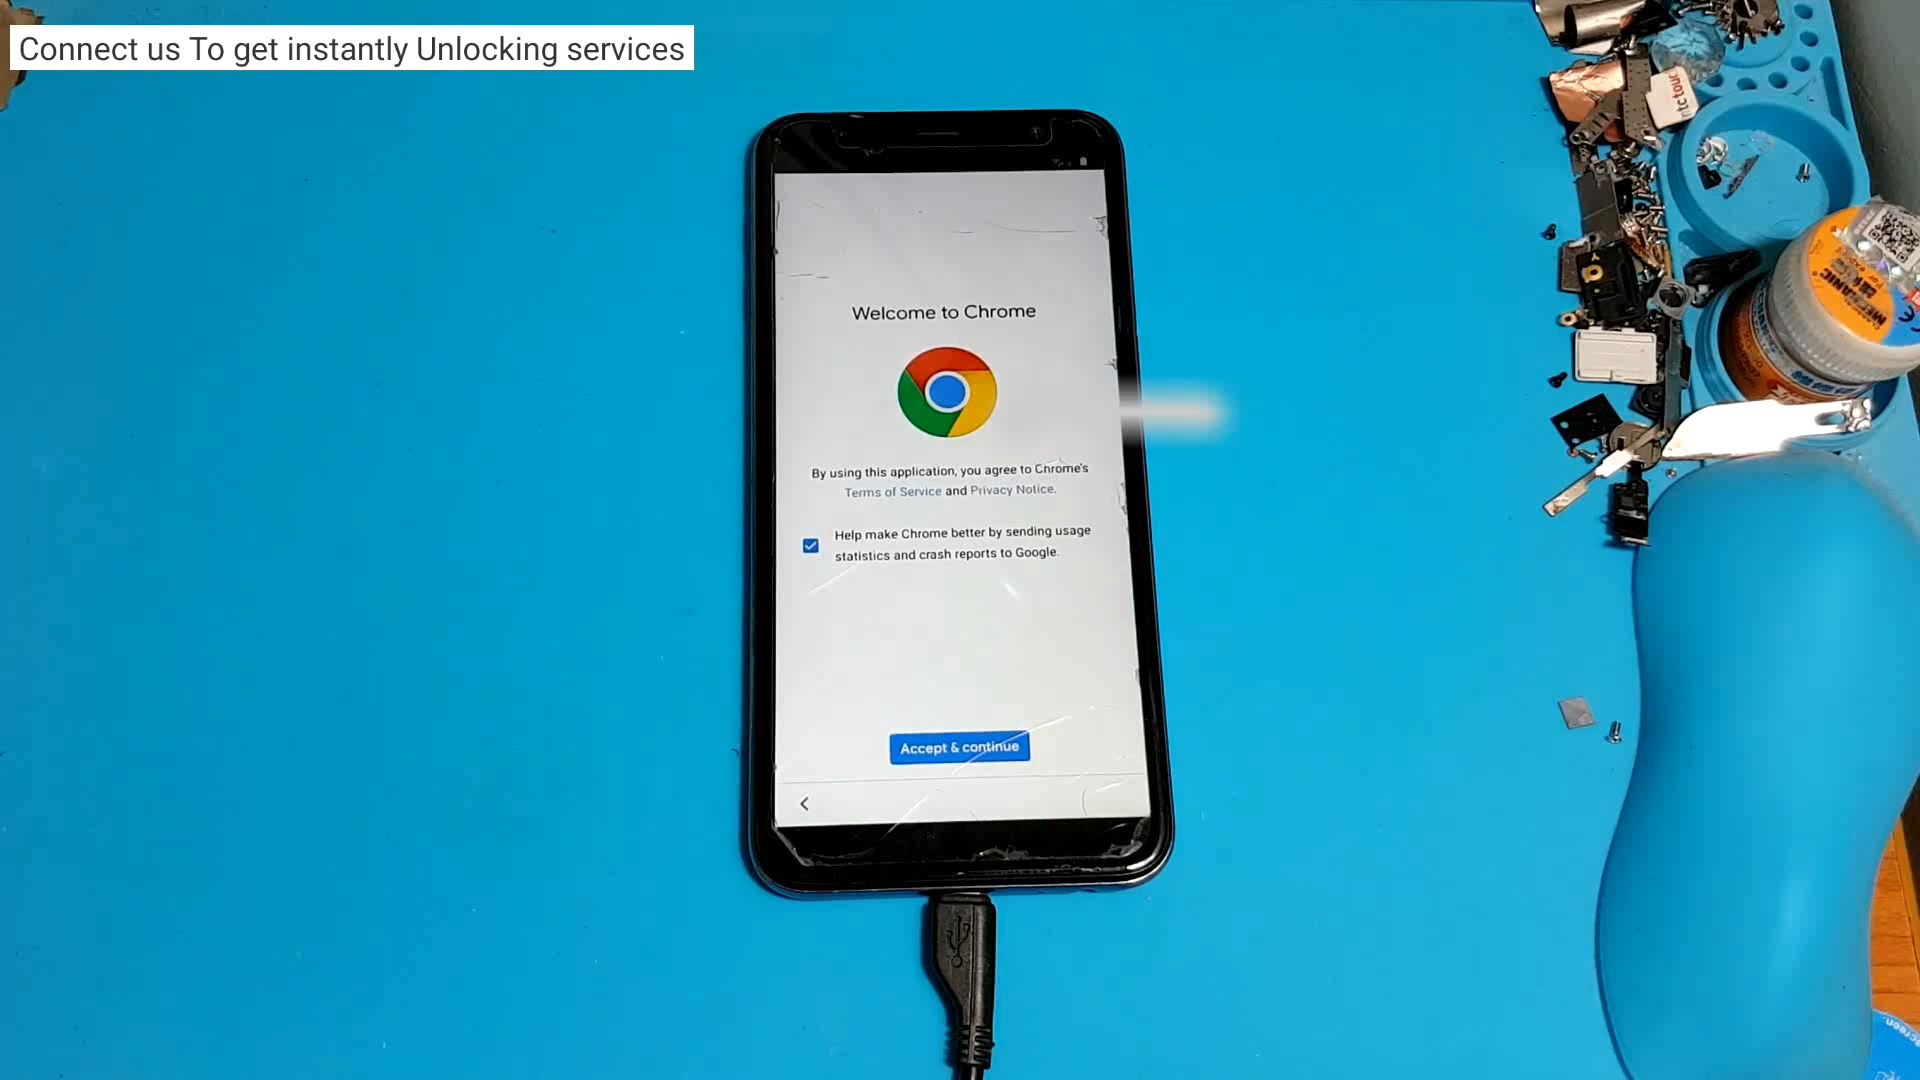 Connect us To get instantly Unlocking services
Welcome to Chrome
By using this application, you agree to Chrome's
Terms of Service and Privacy Notice.
Help make Chrome better by sending usage
statistics and crash reports to Google.
Accept & continue